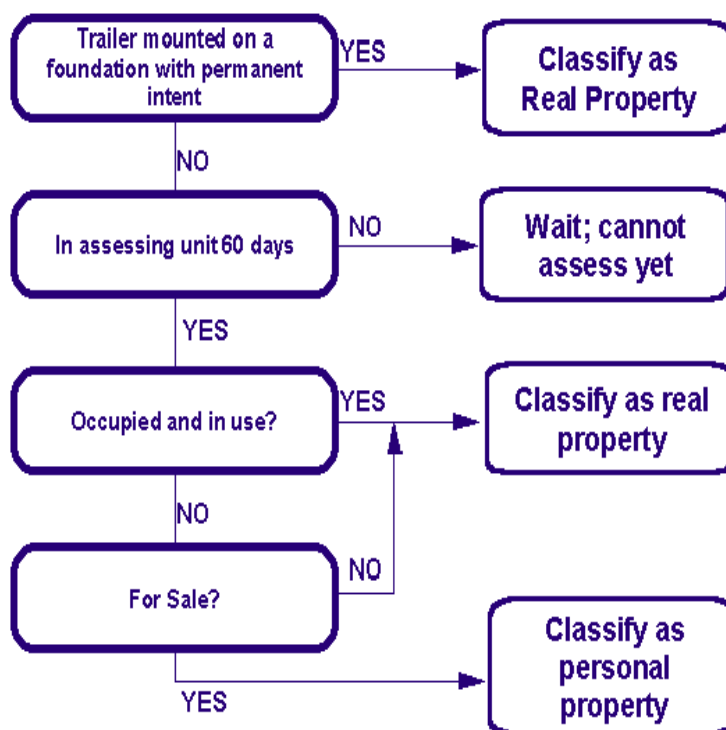 Trailer mounted on a
foundation with permanent
intent
YES
Classify as
Real Property
NO
In assessing unit 60 days
NO
Wait; cannot
assess yet
YES
Occupied and in use?
YES
Classify as real
property
NO
For Sale?
NO
Classify as
personal
property
YES